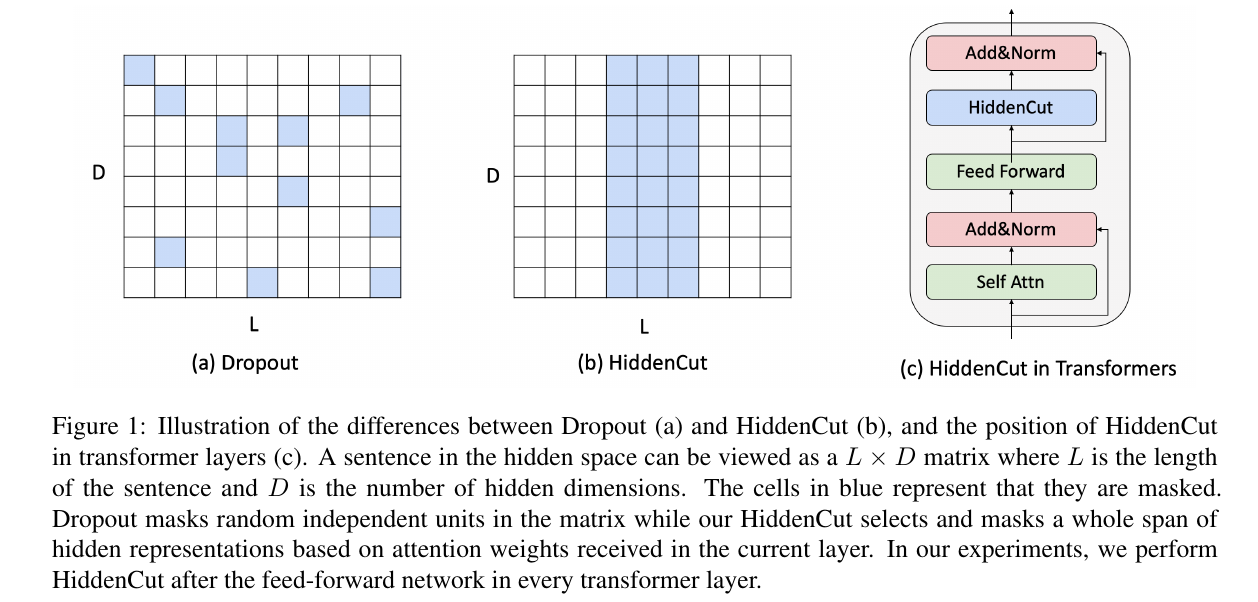 D
L
(a) Dropout
D
L
(b) HiddenCut
Add&Norm
HiddenCut
Feed Forward
Add&Norm
Self Attn
(c) HiddenCut in Transformers
Figure 1: Illustration of the differences between Dropout (a) and HiddenCut (b), and the position of HiddenCut
in transformer layers (c). A sentence in the hidden space can be viewed as a L × D matrix where L is the length
of the sentence and D is the number of hidden dimensions. The cells in blue represent that they are masked.
Dropout masks random independent units in the matrix while our HiddenCut selects and masks a whole span of
hidden representations based on attention weights received in the current layer. In our experiments, we perform
HiddenCut after the feed-forward network in every transformer layer.